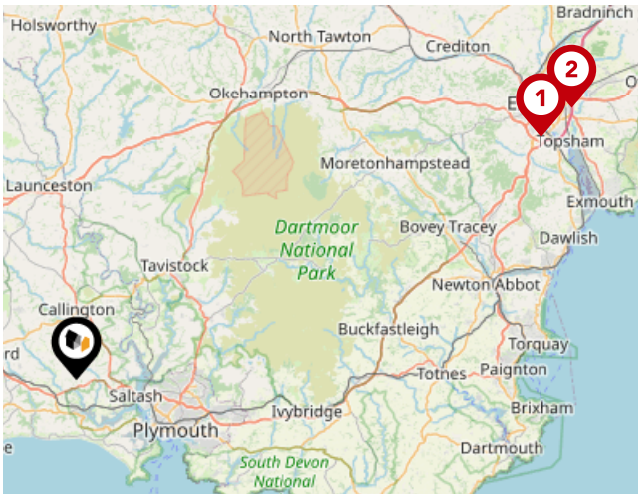 Bradninch
Holsworthy
North Tawton
Crediton
2
Okehampton
1
E
O
Topsham
Moretonhampstead
Launceston
Exmouth
Dartmoor
National
Park
Bovey Tracey
Dawlish
Tavistock
Newton Abbot
Callington
Buckfastleigh
Torquay
rd
Totnes
Paignton
Saltash
Ivybridge
Brixham
Plymouth
e
Dartmouth
South Devon
National